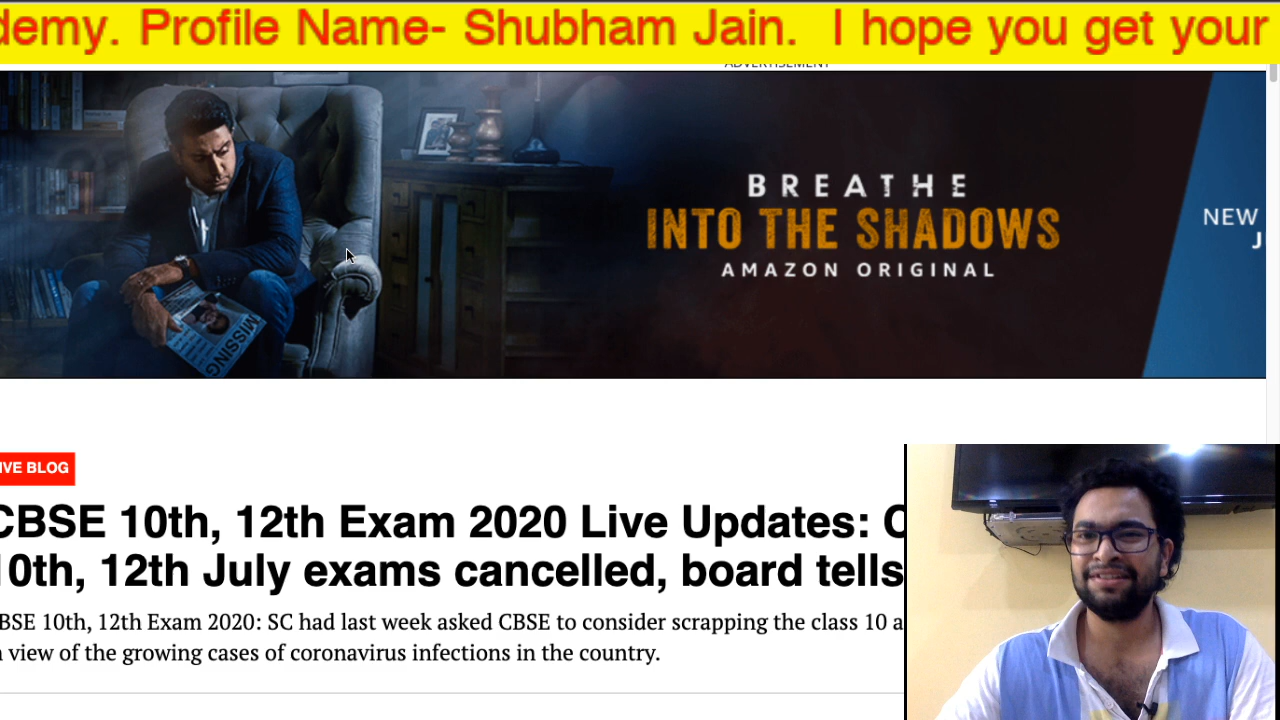 demy. Profile Name- Shubham Jain. I hope you get your
ADVERTISEMENT
BREATHE
INTO THE SHADOWS
AMAZON ORIGINAL
NEW
J
MISSING
IVE BLOG
CBSE 10th, 12th Exam 2020 Live Updates: C
10th, 12th July exams cancelled, board tells
BSE 10th, 12th Exam 2020: SC had last week asked CBSE to consider scrapping the class 10 a
n view of the growing cases of coronavirus infections in the country.